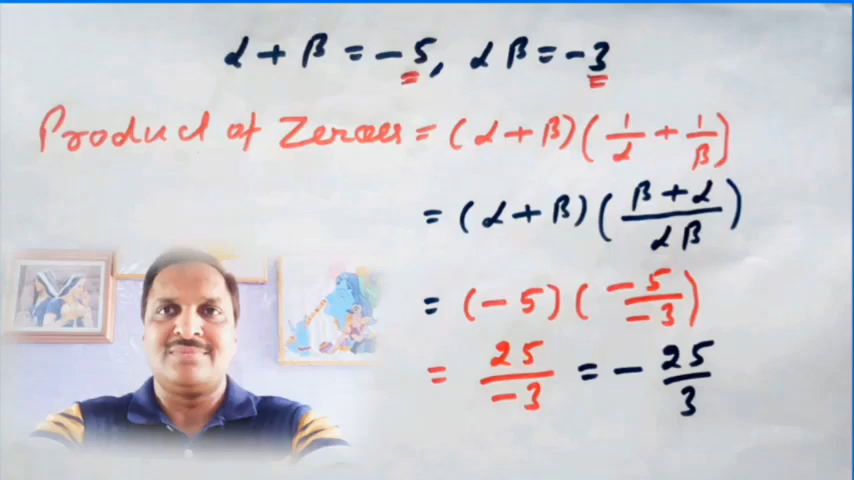 α + β = -5, αβ = -3
Product of Zeroes = (α + β)(1/α + 1/β)
= (α + β)(β + α/αβ)
= (-5)(-5/-3)
= 25/-3 = - 25/3